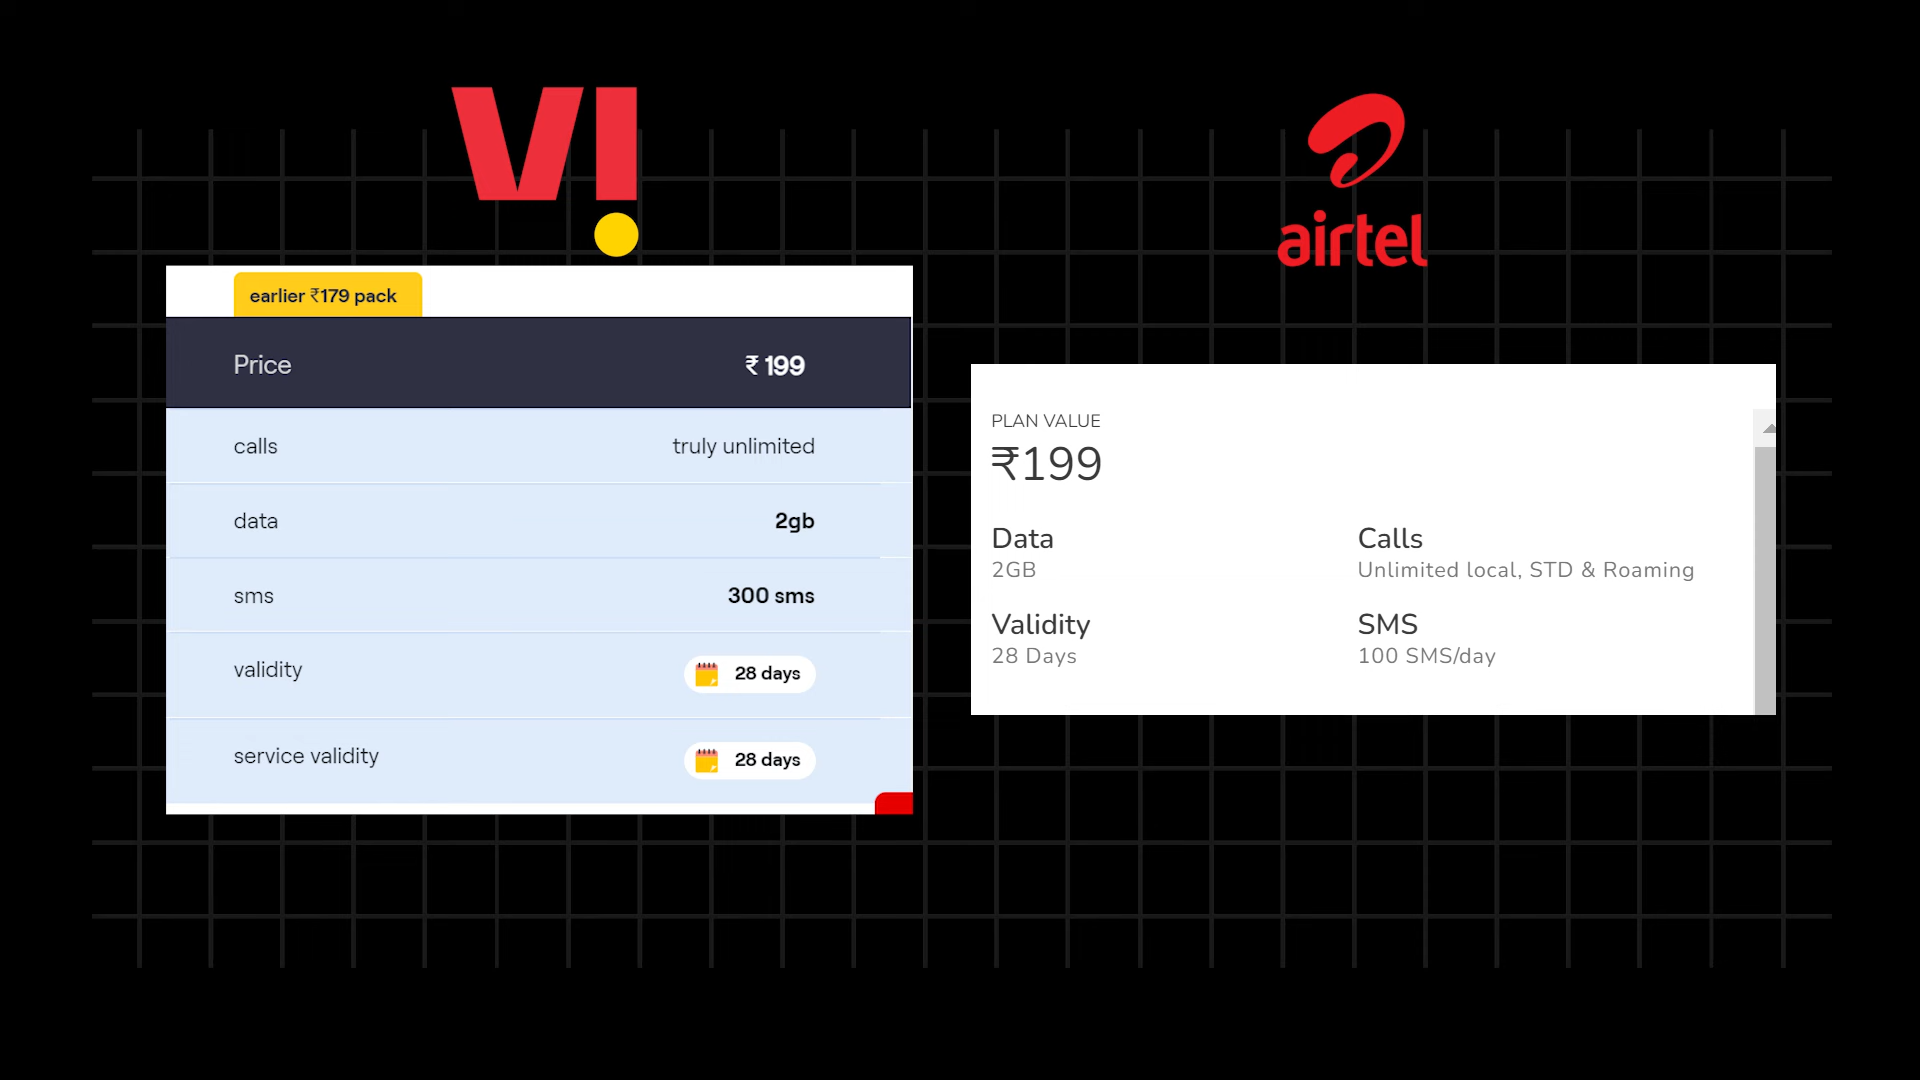 VI
earlier ₹179 pack
Price ₹ 199
calls truly unlimited
data 2gb
sms 300 sms
validity 28 days
service validity 28 days
airtel
PLAN VALUE
₹199
Data Calls
2GB Unlimited local, STD & Roaming
Validity SMS
28 Days 100 SMS/day